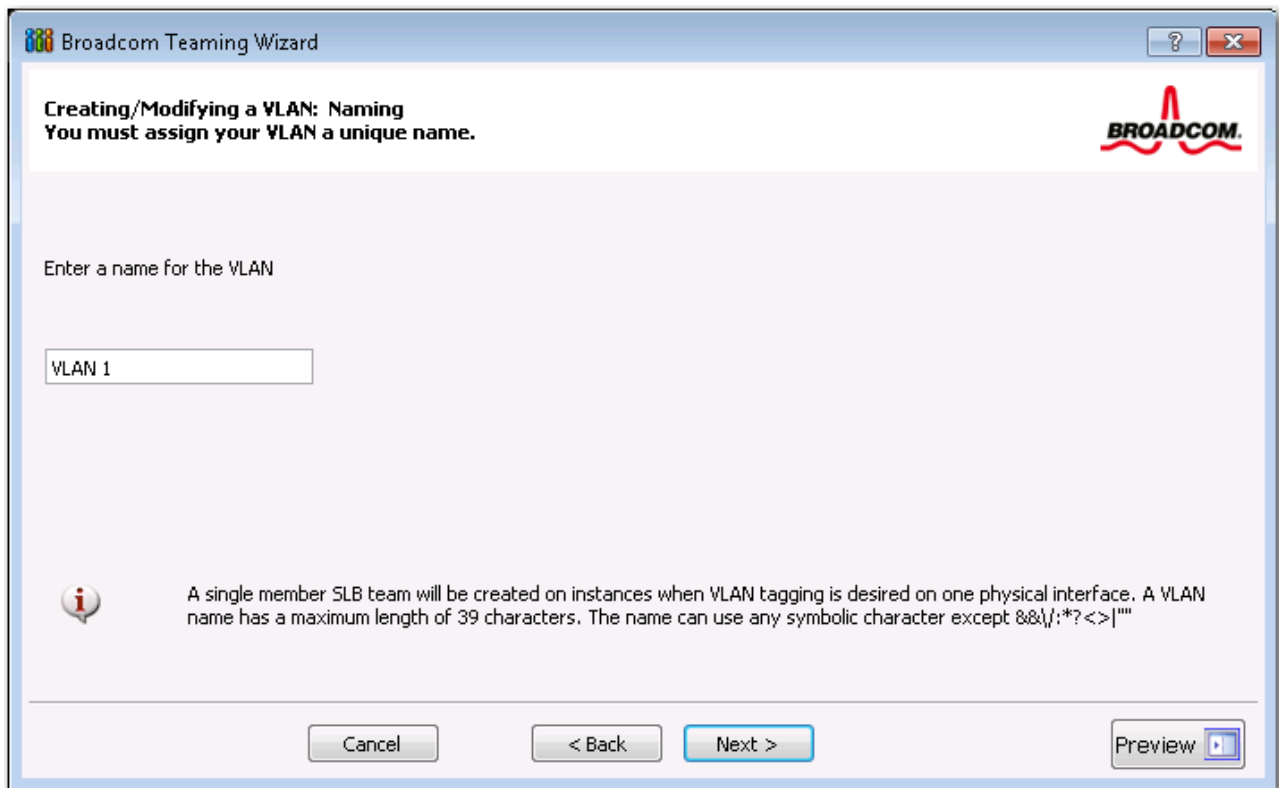 Broadcom Teaming Wizard
?
Creating/Modifying a VLAN: Naming
You must assign your VLAN a unique name.
BROADCOM.
Enter a name for the VLAN
VLAN 1
A single member SLB team will be created on instances when VLAN tagging is desired on one physical interface. A VLAN
name has a maximum length of 39 characters. The name can use any symbolic character except &&\/:*?<>|""
Cancel
< Back
Next >
Preview